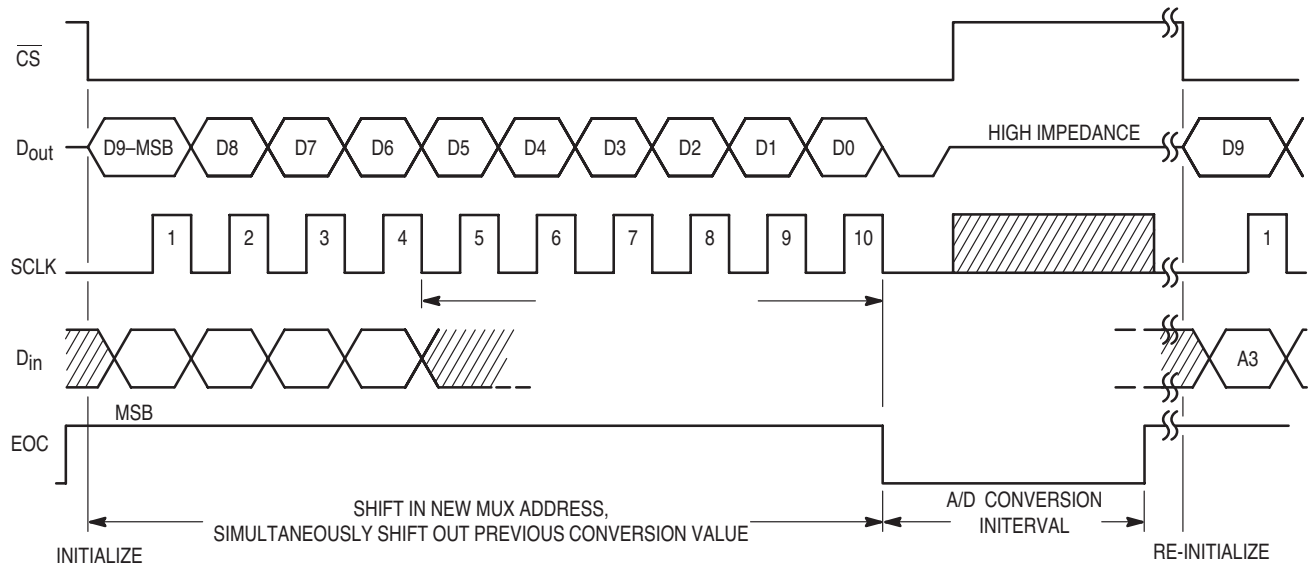 CS
Dout
D9–MSB
D8
D7
D6
D5
D4
D3
D2
D1
D0
HIGH IMPEDANCE
D9
SCLK
1
2
3
4
5
6
7
8
9
10
1
Din
A3
MSB
EOC
SHIFT IN NEW MUX ADDRESS,
SIMULTANEOUSLY SHIFT OUT PREVIOUS CONVERSION VALUE
A/D CONVERSION
INITERVAL
INITIALIZE
RE-INITIALIZE